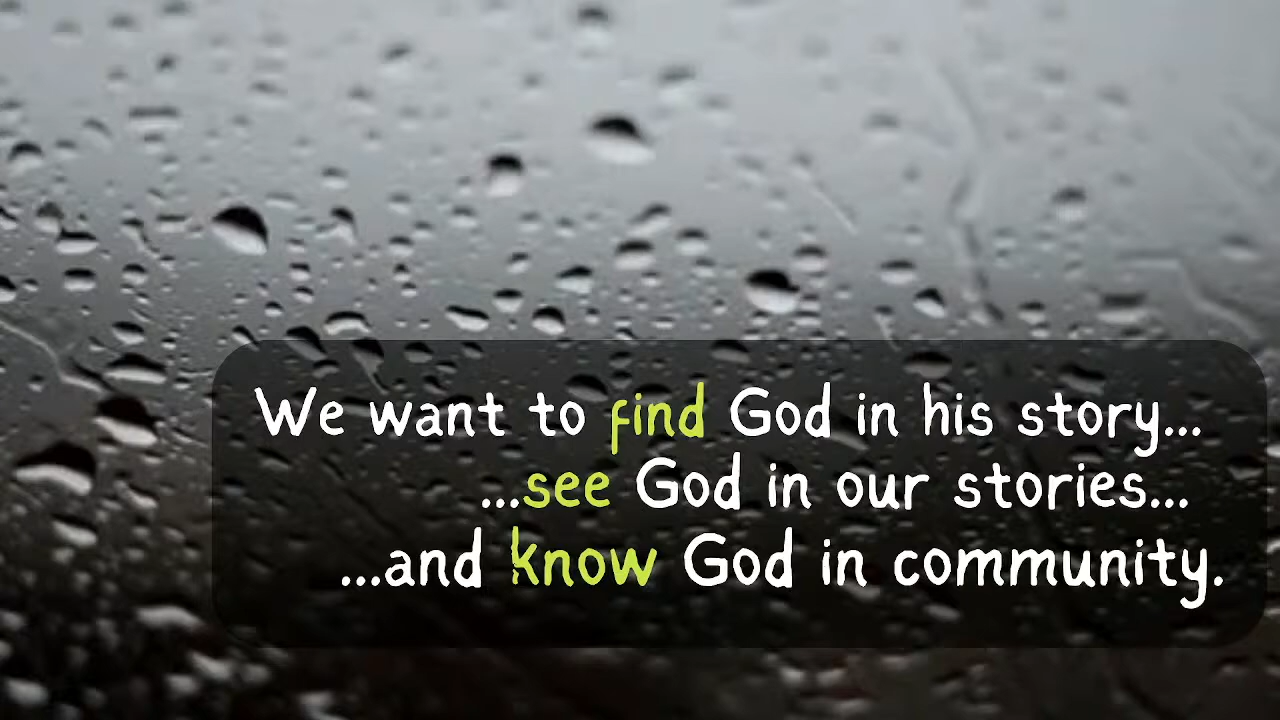 We want to find God in his story...
...see God in our stories...
...and know God in community.